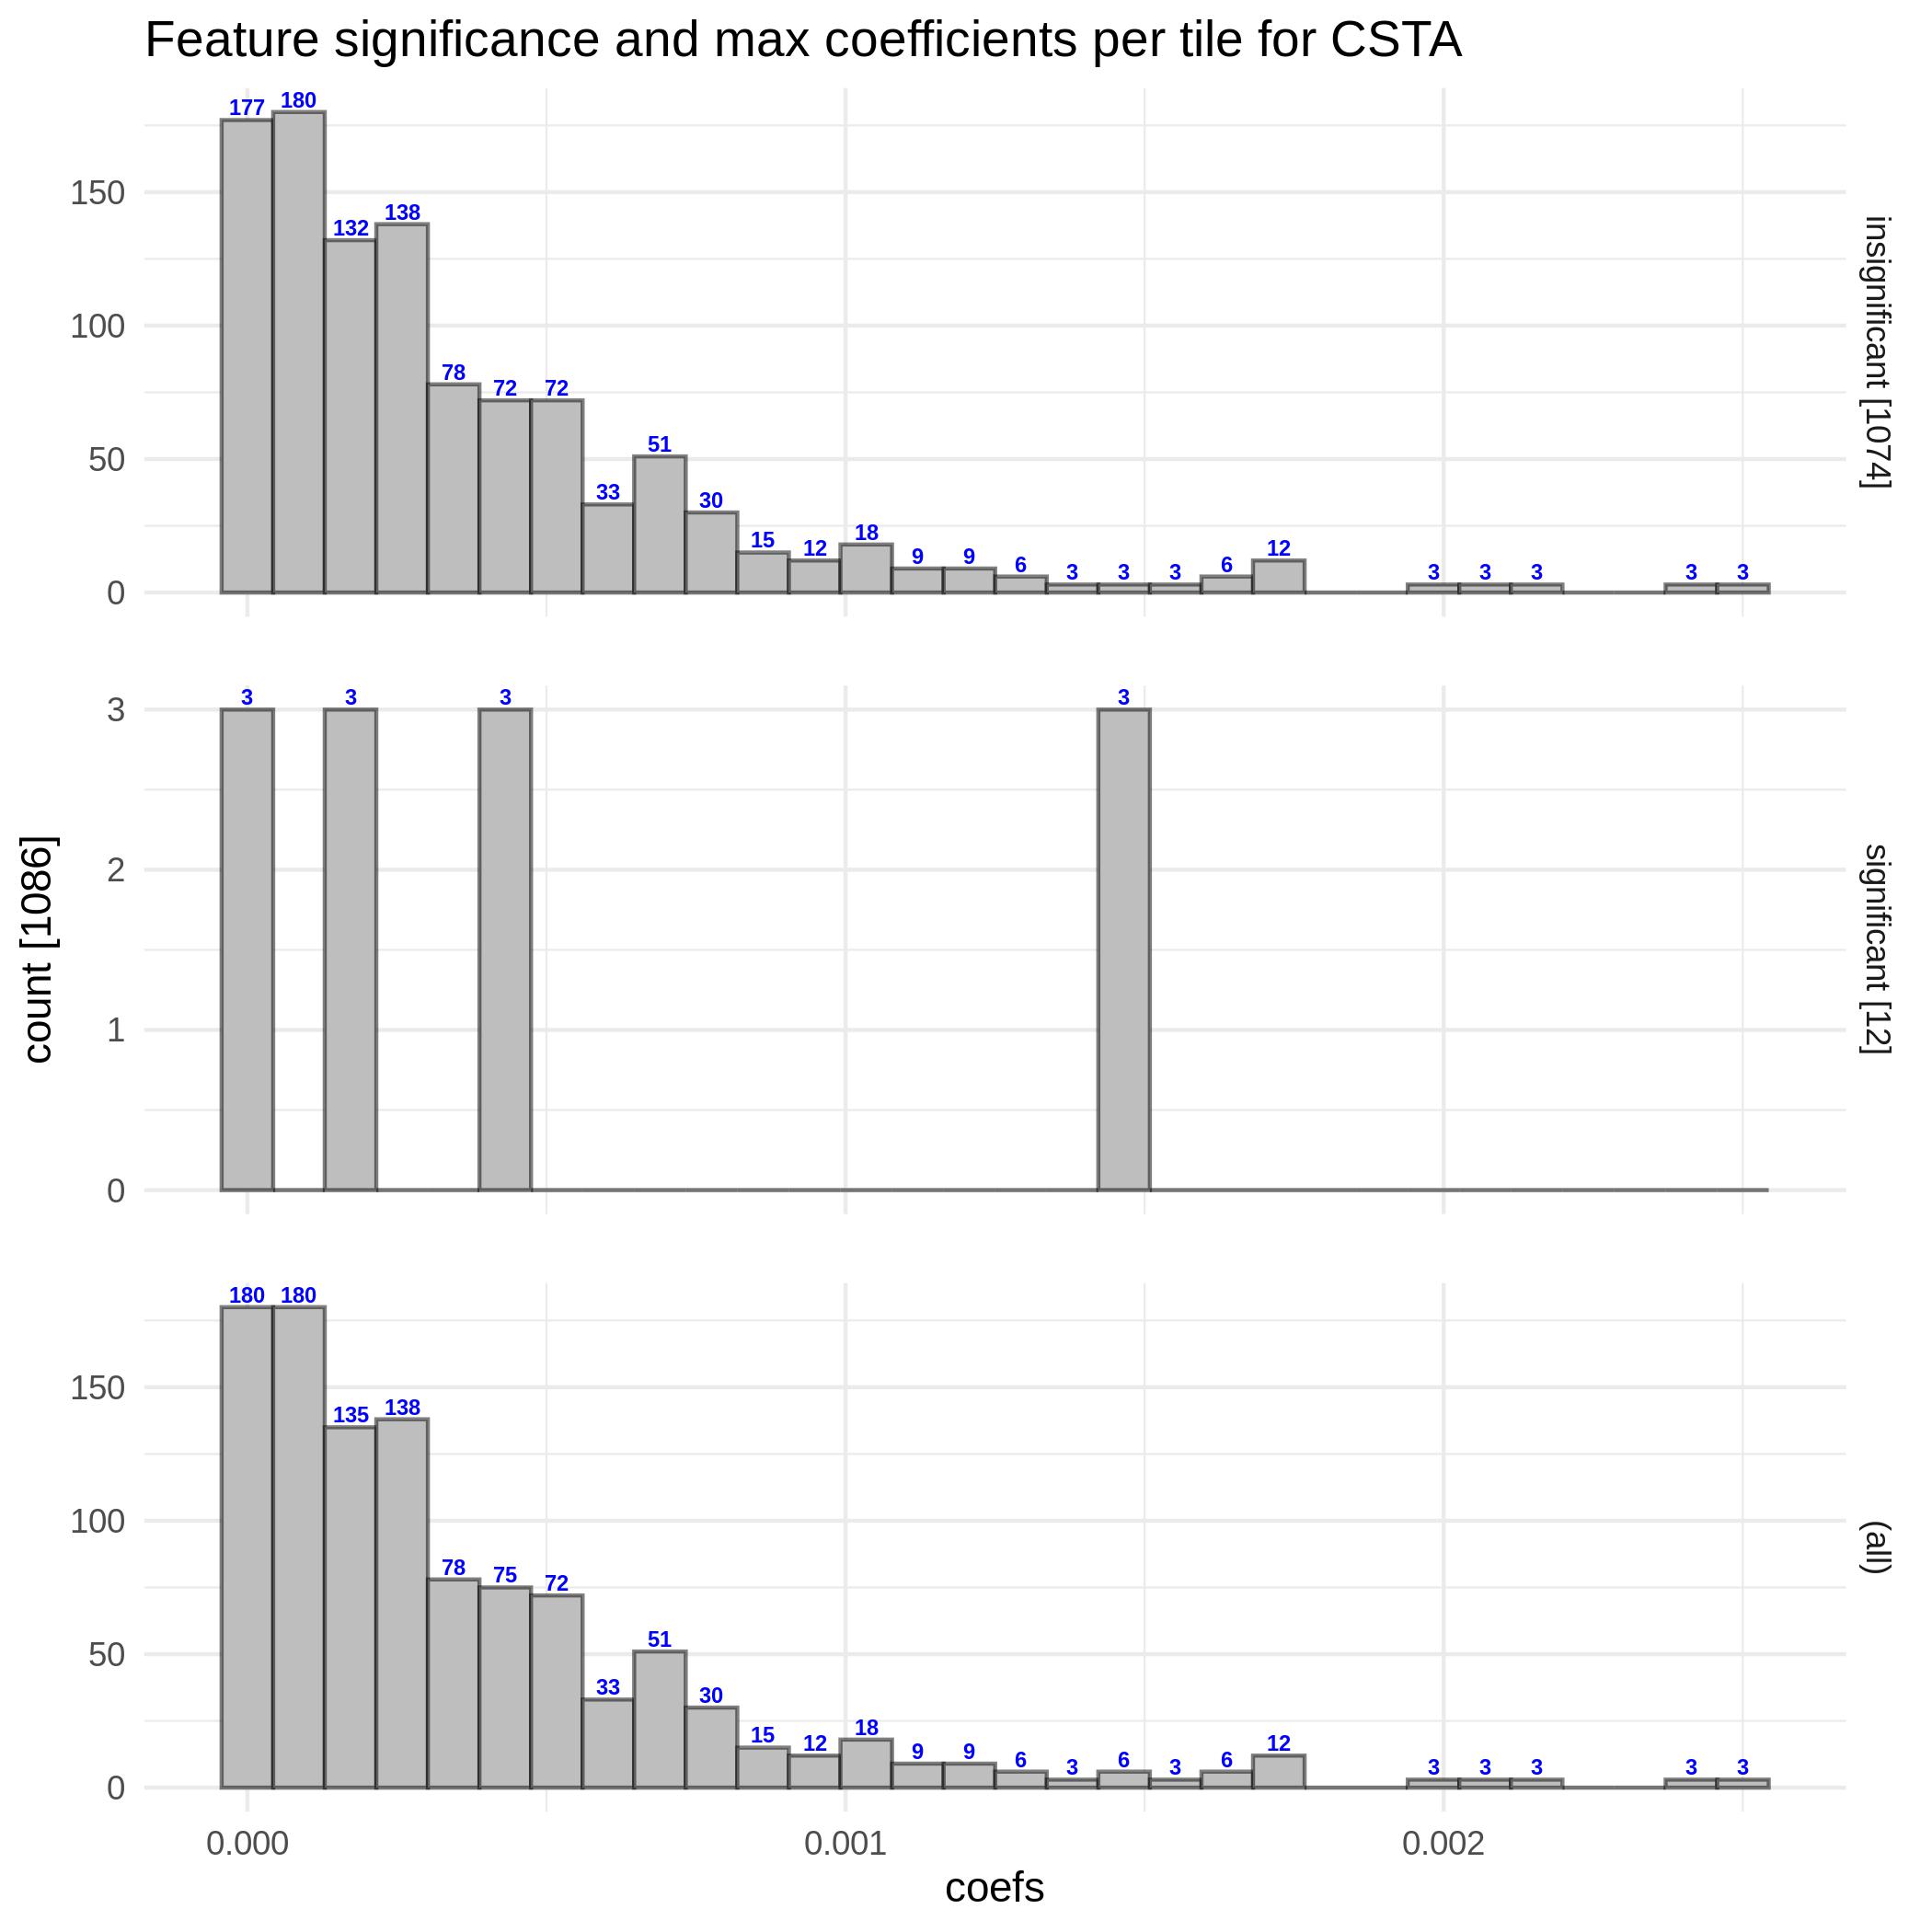 Feature significance and max coefficients per tile for CSTA
177 180 132 138 78 72 72 33 51 30 15 12 18 9 9 6 3 3 3 6 12 3 3 3 3 3
150
100
50
0
insignificant [1074]
3 3 3 3
3
2
1
0
significant [12]
count [1086]
180 180 135 138 78 75 72 33 51 30 15 12 18 9 9 6 3 6 3 6 12 3 3 3 3 3
150
100
50
0
(all)
0.000 0.001 0.002
coefs